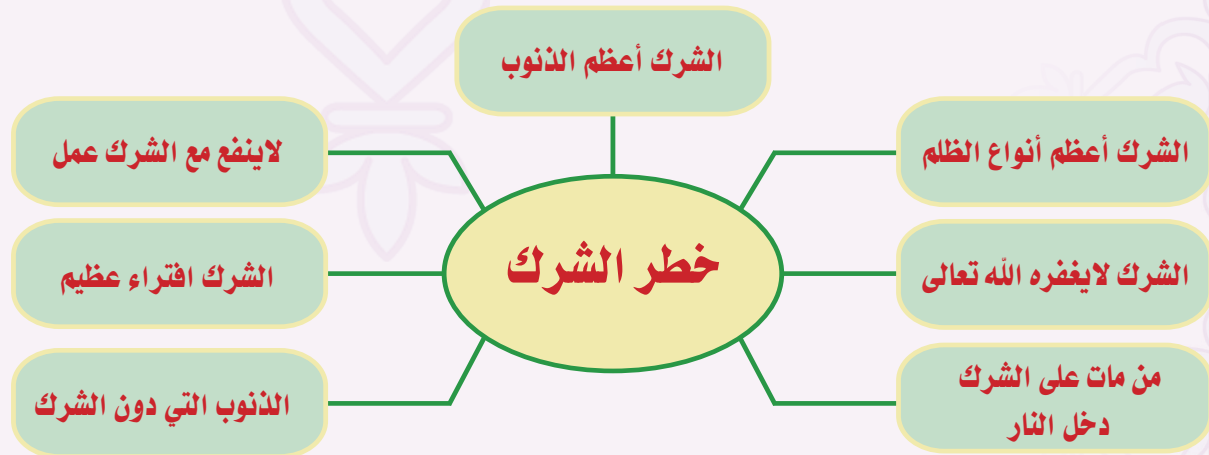 الشرك أعظم الذنوب
الشرك أعظم أنواع الظلم
لاينفع مع الشرك عمل
خطر الشرك
الشرك لايغفره الله تعالى
الشرك افتراء عظيم
من مات على الشرك
دخل النار
الذنوب التي دون الشرك